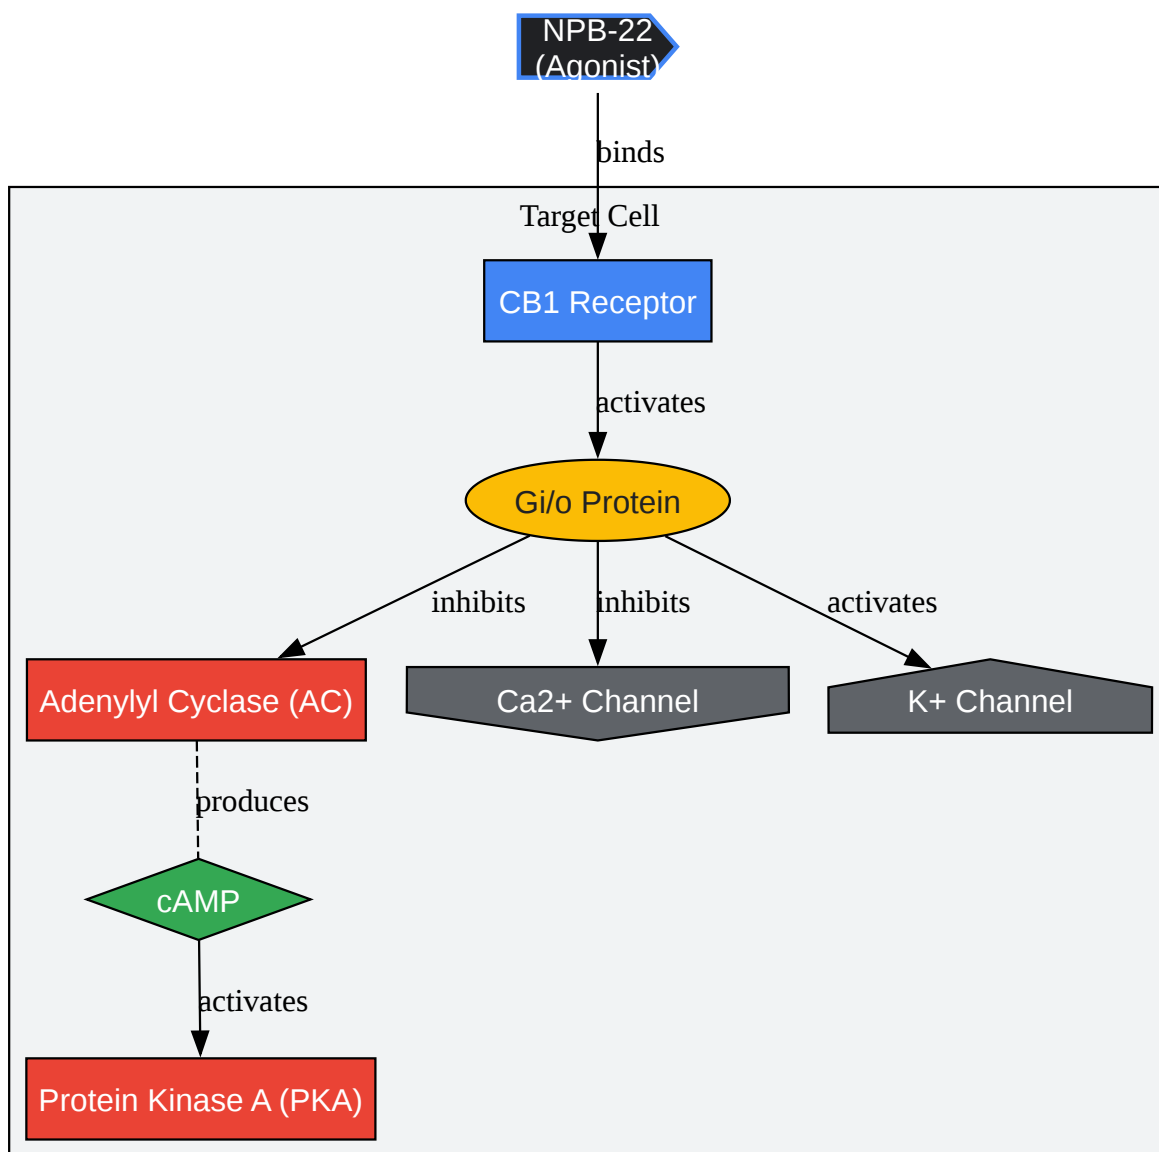 NPB-22
(Agonist)
binds
Target Cell
CB1 Receptor
activates
Gi/o Protein
inhibits
inhibits
activates
Adenylyl Cyclase (AC)
Ca2+ Channel
K+ Channel
produces
cAMP
activates
Protein Kinase A (PKA)